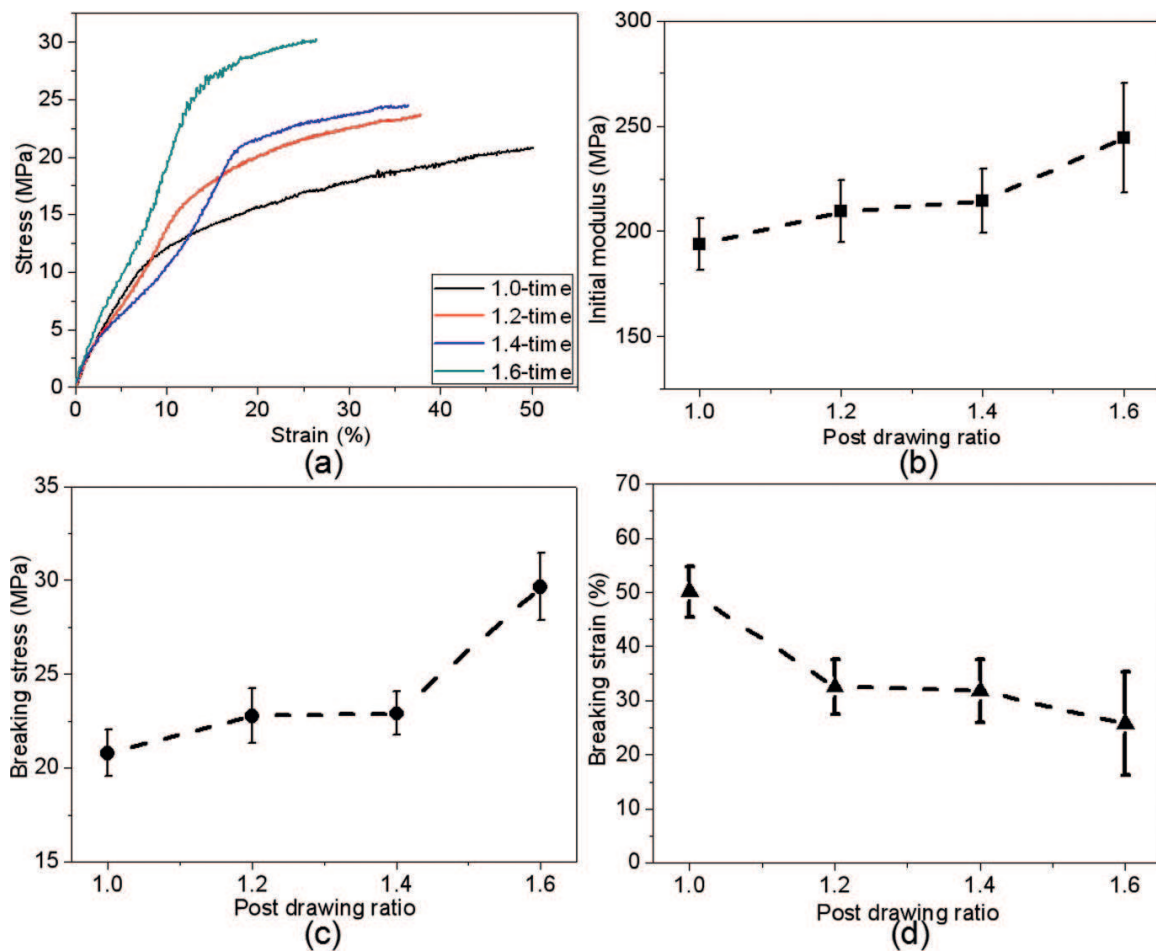 30
25
20
15
10
5
0
Stress (MPa)
1.0-time
1.2-time
1.4-time
1.6-time
0 10 20 30 40 50
Strain (%)
(a)
300
250
200
150
Initial modulus (MPa)
1.0 1.2 1.4 1.6
Post drawing ratio
(b)
35
30
25
20
15
Breaking stress (MPa)
1.0 1.2 1.4 1.6
Post drawing ratio
(c)
70
60
50
40
30
20
10
0
Breaking strain (%)
1.0 1.2 1.4 1.6
Post drawing ratio
(d)